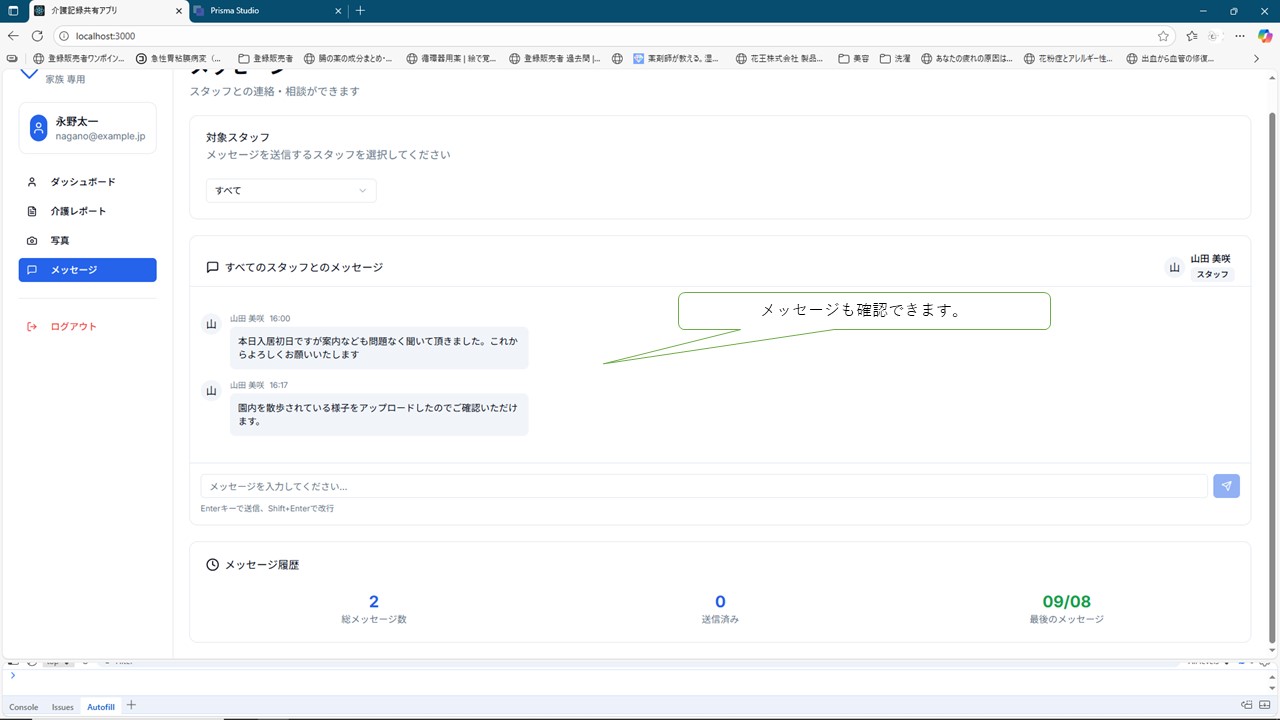 介護記録共有アプリ
Prisma Studio
localhost:3000
登録販売者ワンポイン...
急性胃粘膜病変（...
登録販売者
腸の薬の成分まとめ-...
循環器用薬 | 絵で覚...
登録販売者 過去問 |...
薬剤師が教える。湿...
花王株式会社 製品...
美容
洗濯
あなたの疲れの原因は...
花粉症とアレルギー性...
出血から血管の修復...
家族 専用
メッセージ
スタッフとの連絡・相談ができます
永野太一
nagano@example.jp
ダッシュボード
介護レポート
写真
メッセージ
ログアウト
対象スタッフ
メッセージを送信するスタッフを選択してください
すべて
すべてのスタッフとのメッセージ
山
山田 美咲
スタッフ
メッセージも確認できます。
山
山田 美咲 16:00
本日入居初日ですが案内なども問題なく聞いて頂きました。これか
らよろしくお願いいたします
山
山田 美咲 16:17
園内を散歩されている様子をアップロードしたのでご確認いただけ
ます。
メッセージを入力してください...
Enterキーで送信、Shift+Enterで改行
メッセージ履歴
2
総メッセージ数
0
送信済み
09/08
最後のメッセージ
Console
Issues
Autofill